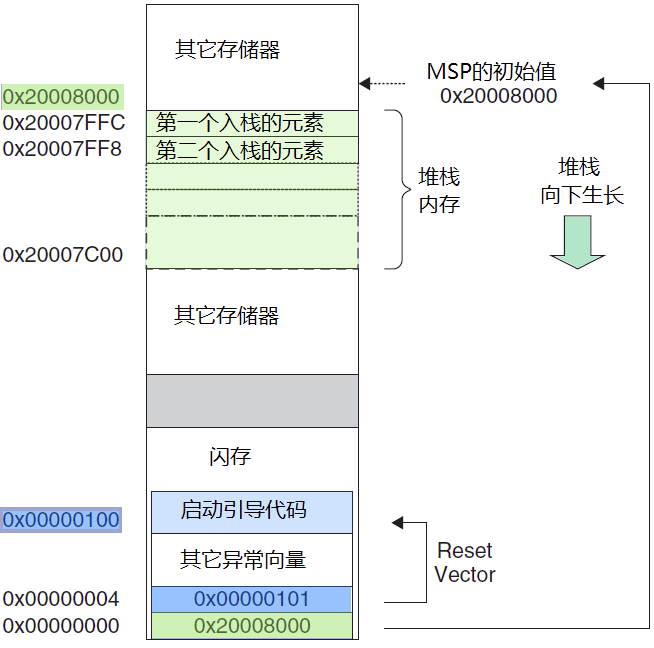 其它存储器
MSP的初始值
0x20008000
0x20008000
0x20007FFC
第一个入栈的元素
0x20007FF8
第二个入栈的元素
堆栈
内存
堆栈
向下生长
0x20007C00
其它存储器
闪存
启动引导代码
0x00000100
其它异常向量
Reset
Vector
0x00000004
0x00000101
0x00000000
0x20008000